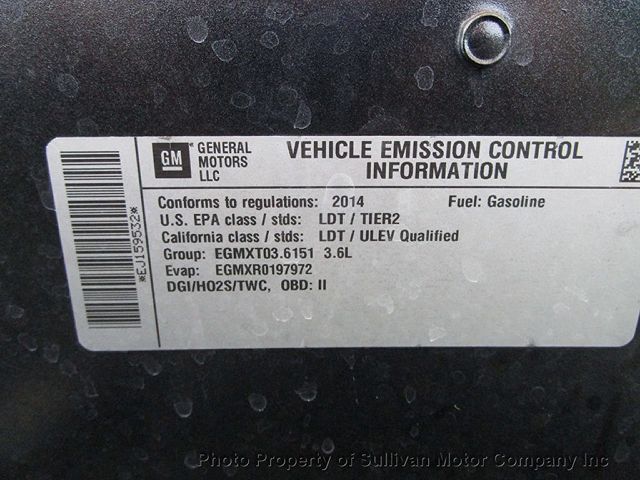 GM
GENERAL
MOTORS
LLC
VEHICLE EMISSION CONTROL
INFORMATION
Conforms to regulations: 2014 Fuel: Gasoline
U.S. EPA class / stds: LDT / TIER2
California class / stds: LDT / ULEV Qualified
Group: EGMXT03.6151 3.6L
Evap: EGMXR0197972
DGI/HO2S/TWC, OBD: II
*EJ159532*
Photo Property of Sullivan Motor Company Inc